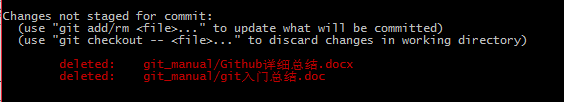 Changes not staged for commit:
  (use "git add/rm <file>..." to update what will be committed)
  (use "git checkout -- <file>..." to discard changes in working directory)
        deleted:    git_manual/Github详细总结.docx
        deleted:    git_manual/git入门总结.doc